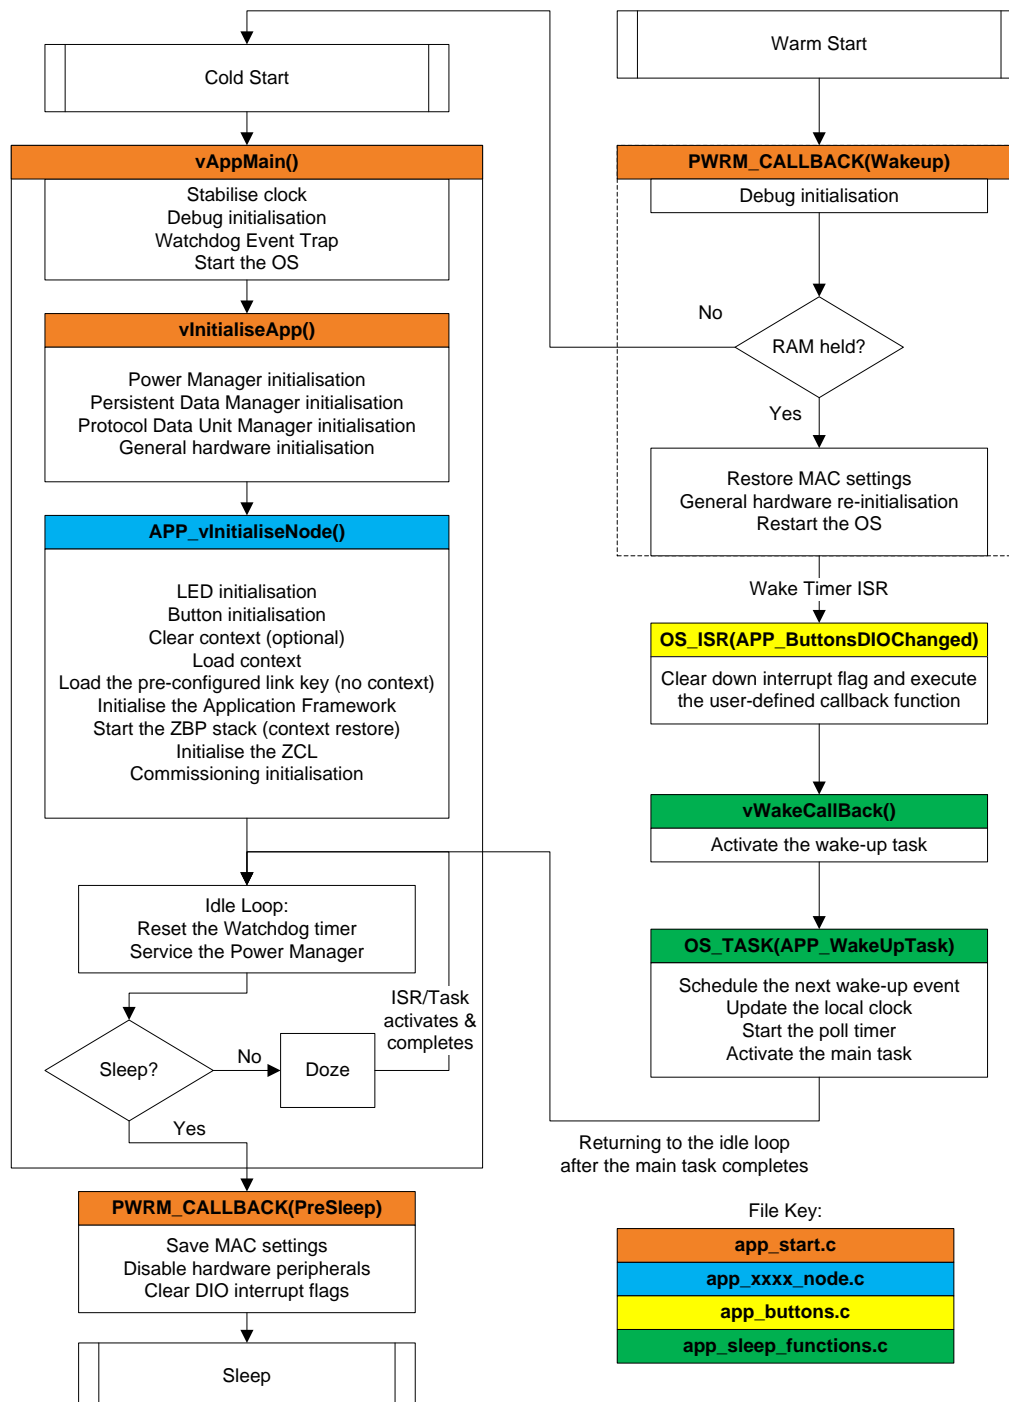 Cold Start
vAppMain()
Stabilise clock
Debug initialisation
Watchdog Event Trap
Start the OS
vInitialiseApp()
Power Manager initialisation
Persistent Data Manager initialisation
Protocol Data Unit Manager initialisation
General hardware initialisation
APP_vInitialiseNode()
LED initialisation
Button initialisation
Clear context (optional)
Load context
Load the pre-configured link key (no context)
Initialise the Application Framework
Start the ZBP stack (context restore)
Initialise the ZCL
Commissioning initialisation
Idle Loop:
Reset the Watchdog timer
Service the Power Manager
ISR/Task
activates &
completes
Sleep?
No
Doze
Yes
PWRM_CALLBACK(PreSleep)
Save MAC settings
Disable hardware peripherals
Clear DIO interrupt flags
Sleep
Warm Start
PWRM_CALLBACK(Wakeup)
Debug initialisation
No
RAM held?
Yes
Restore MAC settings
General hardware re-initialisation
Restart the OS
Wake Timer ISR
OS_ISR(APP_ButtonsDIOChanged)
Clear down interrupt flag and execute
the user-defined callback function
vWakeCallBack()
Activate the wake-up task
OS_TASK(APP_WakeUpTask)
Schedule the next wake-up event
Update the local clock
Start the poll timer
Activate the main task
Returning to the idle loop
after the main task completes
File Key:
app_start.c
app_xxxx_node.c
app_buttons.c
app_sleep_functions.c